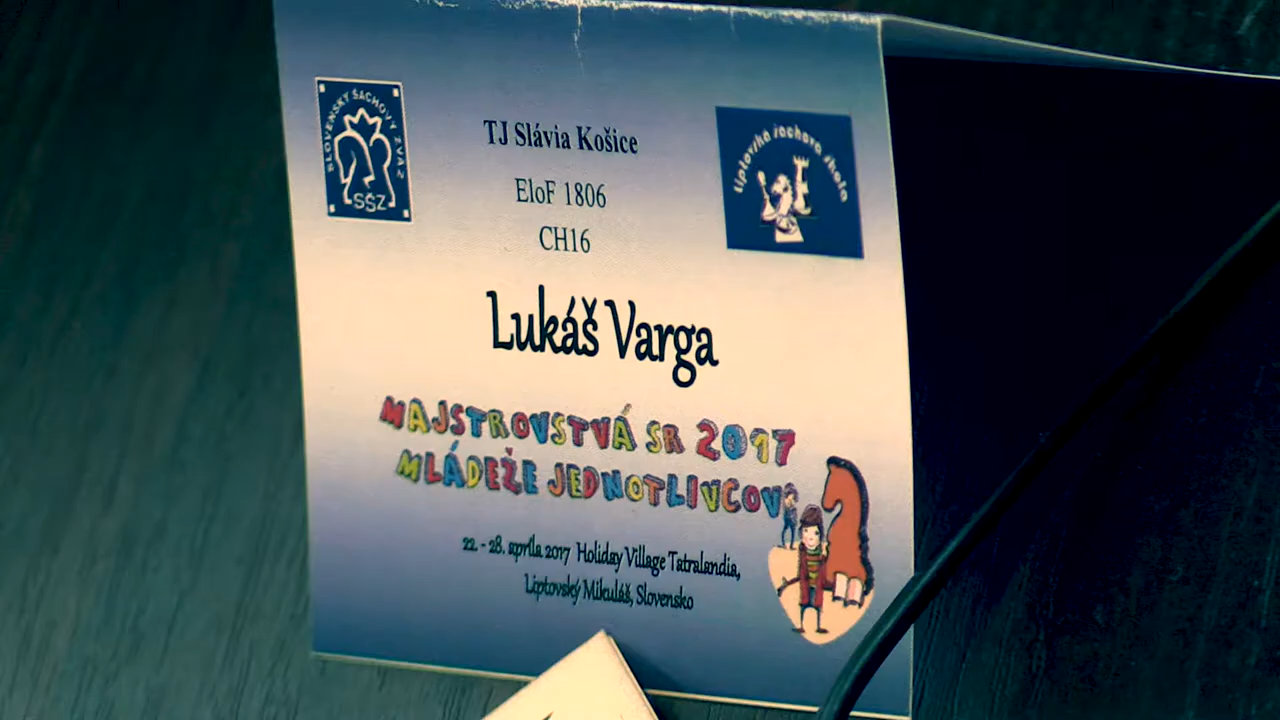 SLOVENSKÝ ŠACHOVÝ ZVÄZ
SŠZ
TJ Slávia Košice
EloF 1806
CH16
Liptovská šachová škola
Lukáš Varga
MAJSTROVSTVÁ SR 2017
MLÁDEŽE JEDNOTLIVCOV
22. - 28. apríla 2017 Holiday Village Tatralandia,
Liptovský Mikuláš, Slovensko